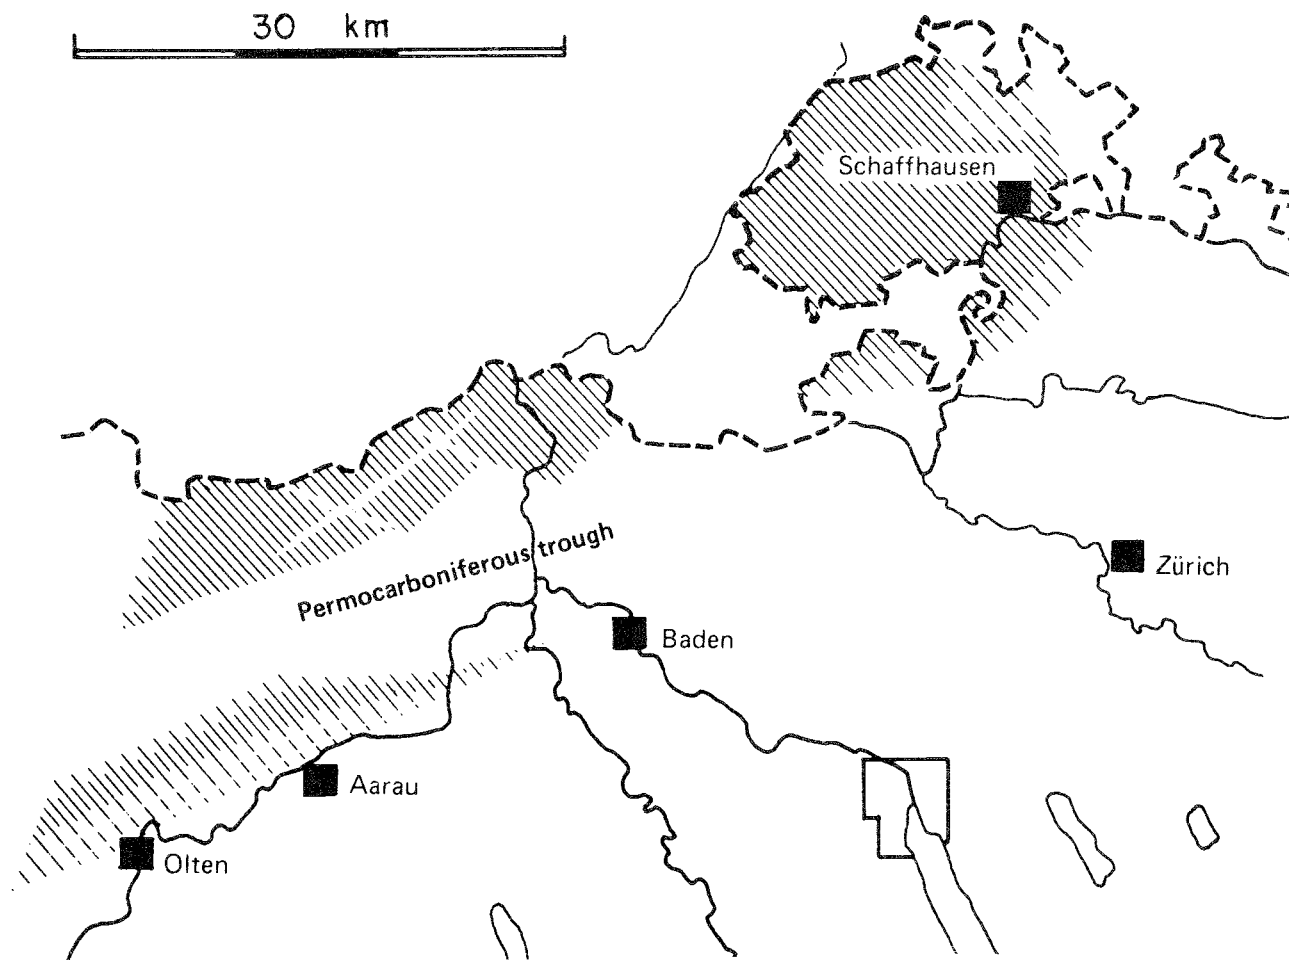 30 km
Schaffhausen
Permocarboniferous trough
Zürich
Baden
Aarau
Olten